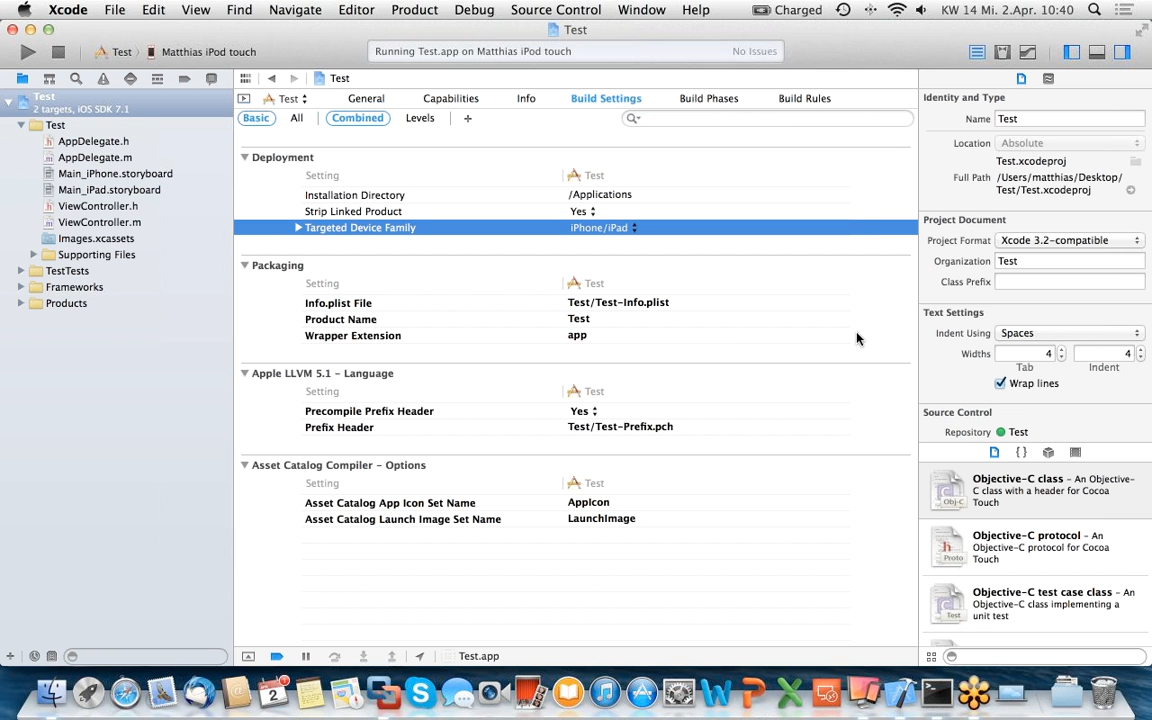 Xcode File Edit View Find Navigate Editor Product Debug Source Control Window Help Charged KW 14 Mi. 2.Apr. 10:40
Test
Test Matthias iPod touch
Running Test.app on Matthias iPod touch No Issues
Test
2 targets, iOS SDK 7.1
Test
AppDelegate.h
AppDelegate.m
Main_iPhone.storyboard
Main_iPad.storyboard
ViewController.h
ViewController.m
Images.xcassets
Supporting Files
TestTests
Frameworks
Products
Test
Test General Capabilities Info Build Settings Build Phases Build Rules
Basic All Combined Levels +
Deployment
Setting Test
Installation Directory /Applications
Strip Linked Product Yes
Targeted Device Family iPhone/iPad
Packaging
Setting Test
Info.plist File Test/Test-Info.plist
Product Name Test
Wrapper Extension app
Apple LLVM 5.1 - Language
Setting Test
Precompile Prefix Header Yes
Prefix Header Test/Test-Prefix.pch
Asset Catalog Compiler - Options
Setting Test
Asset Catalog App Icon Set Name AppIcon
Asset Catalog Launch Image Set Name LaunchImage
Test.app
Identity and Type
Name Test
Location Absolute
Test.xcodeproj
Full Path /Users/matthias/Desktop/
Test/Test.xcodeproj
Project Document
Project Format Xcode 3.2-compatible
Organization Test
Class Prefix
Text Settings
Indent Using Spaces
Widths 4 4
Tab Indent
Wrap lines
Source Control
Repository Test
{ }
Obj-C
Objective-C class - An Objective-
C class with a header for Cocoa
Touch
Proto
Objective-C protocol - An
Objective-C protocol for Cocoa
Touch
Test
Objective-C test case class - An
Objective-C class implementing a
unit test
2